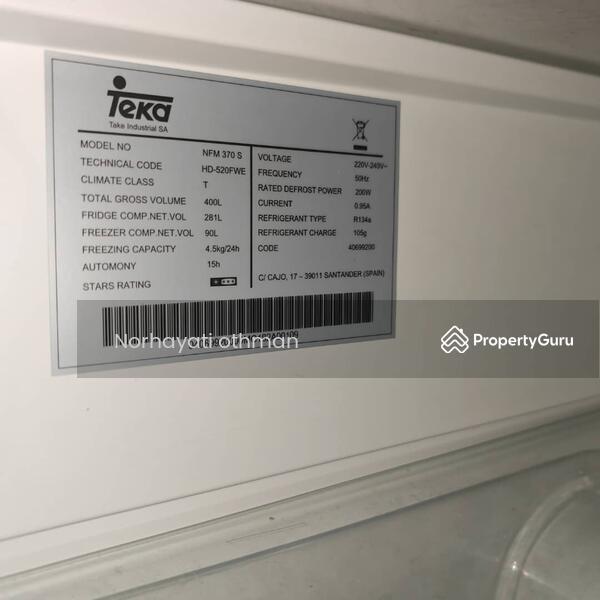 Teka
Take Industrial SA
MODEL NO NFM 370 S
TECHNICAL CODE HD-520FWE
CLIMATE CLASS T
TOTAL GROSS VOLUME 400L
FRIDGE COMP.NET.VOL 281L
FREEZER COMP.NET.VOL 90L
FREEZING CAPACITY 4.5kg/24h
AUTOMONY 15h
STARS RATING
VOLTAGE 220V-240V~
FREQUENCY 50Hz
RATED DEFROST POWER 200W
CURRENT 0.95A
REFRIGERANT TYPE R134a
REFRIGERANT CHARGE 105g
CODE 40699200
C/ CAJO, 17 – 39011 SANTANDER (SPAIN)
Norhayati othman
PropertyGuru